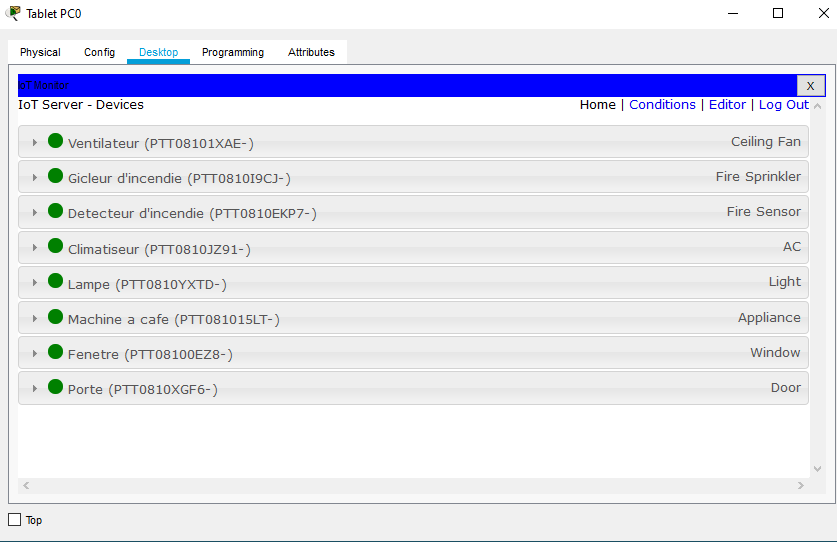 Tablet PC0
Physical Config Desktop Programming Attributes
IoT Monitor X
IoT Server - Devices Home | Conditions | Editor | Log Out
Ventilateur (PTT08101XAE-) Ceiling Fan
Gicleur d'incendie (PTT0810I9CJ-) Fire Sprinkler
Detecteur d'incendie (PTT0810EKP7-) Fire Sensor
Climatiseur (PTT0810JZ91-) AC
Lampe (PTT0810YXTD-) Light
Machine a cafe (PTT081015LT-) Appliance
Fenetre (PTT08100EZ8-) Window
Porte (PTT0810XGF6-) Door
Top